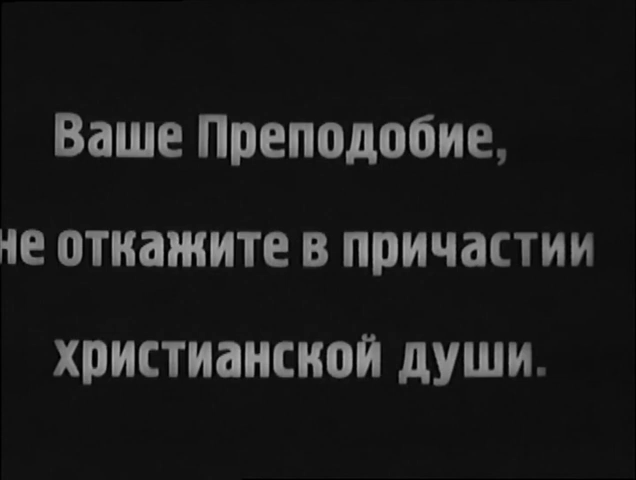 Ваше Преподобие,
не откажите в причастии
христианской души.